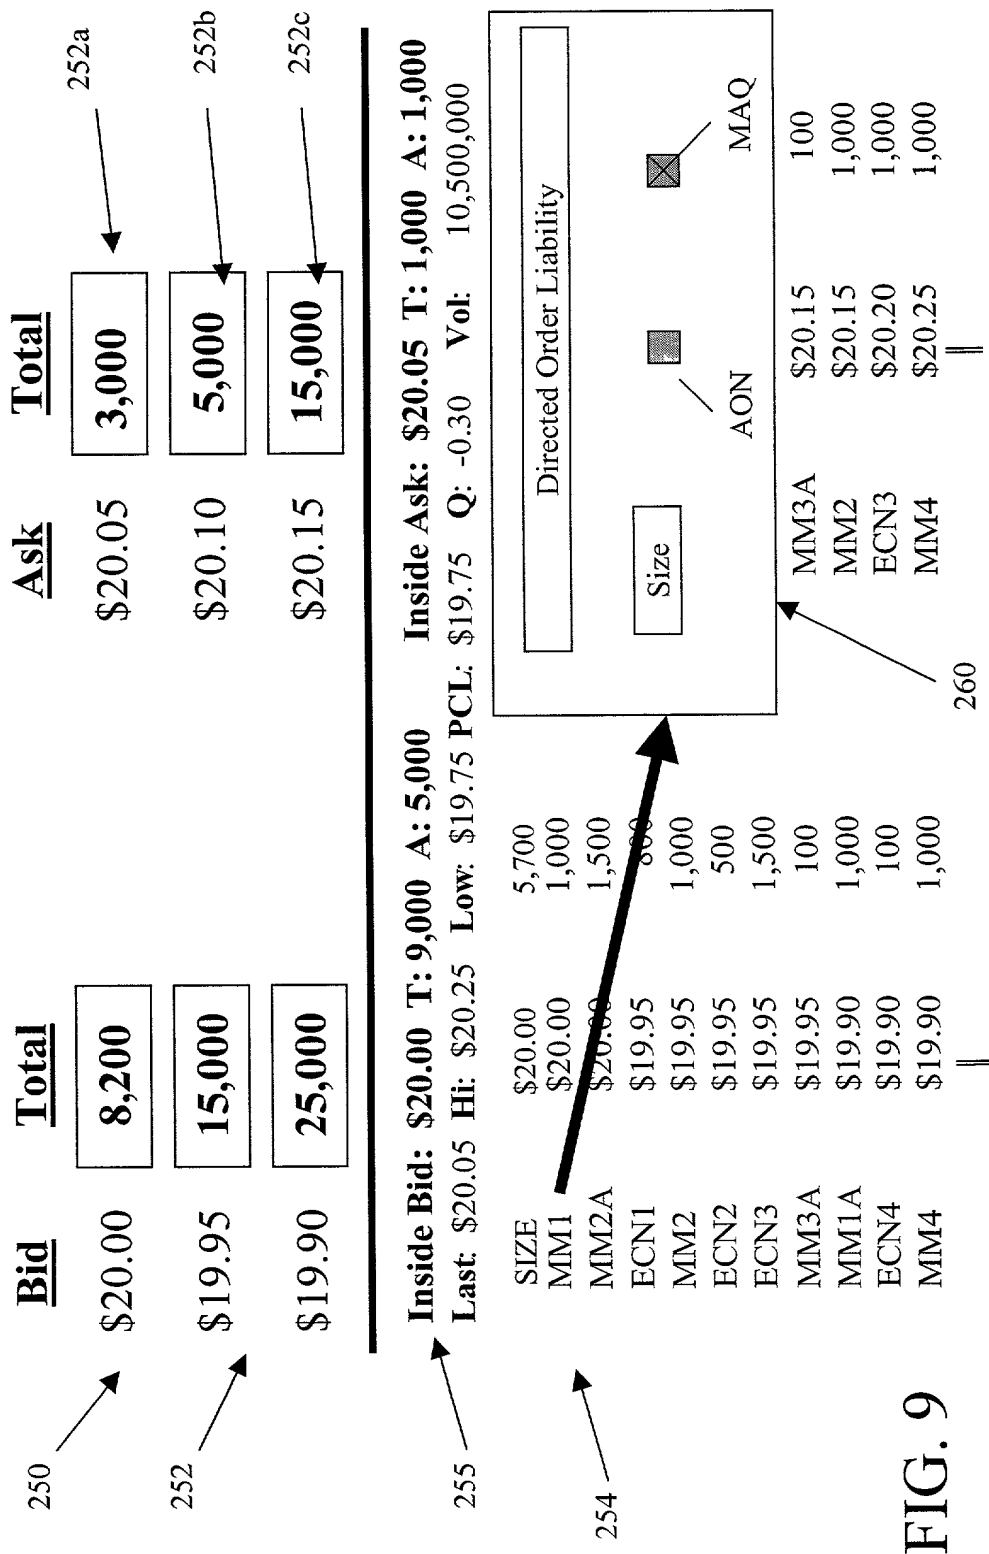 Bid Total Ask Total
250 $20.00 8,200 $20.05 3,000 252a
252 $19.95 15,000 $20.10 5,000 252b
$19.90 25,000 $20.15 15,000 252c
255 Inside Bid: $20.00 T: 9,000 A: 5,000 Inside Ask: $20.05 T: 1,000 A: 1,000
Last: $20.05 Hi: $20.25 Low: $19.75 PCL: $19.75 Q: -0.30 Vol: 10,500,000
254
SIZE $20.00 5,700
MM1 $20.00 1,000
MM2A $20.00 1,500
ECN1 $19.95 800
MM2 $19.95 1,000
ECN2 $19.95 500
ECN3 $19.95 1,500
MM3A $19.95 100
MM1A $19.90 1,000
ECN4 $19.90 100
MM4 $19.90 1,000
Directed Order Liability
Size
AON MAQ
260
MM3A $20.15 100
MM2 $20.15 1,000
ECN3 $20.20 1,000
MM4 $20.25 1,000
FIG. 9